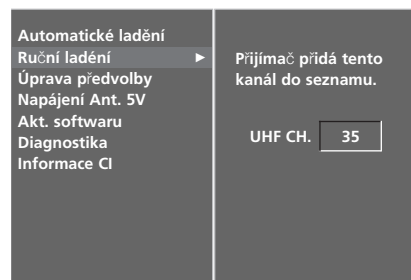 Automatické ladění
Ruční ladéní ►
Úprava předvolby
Napájení Ant. 5V
Akt. softwaru
Diagnostika
Informace CI
Přijímač přidá tento
kanál do seznamu.
UHF CH. 35